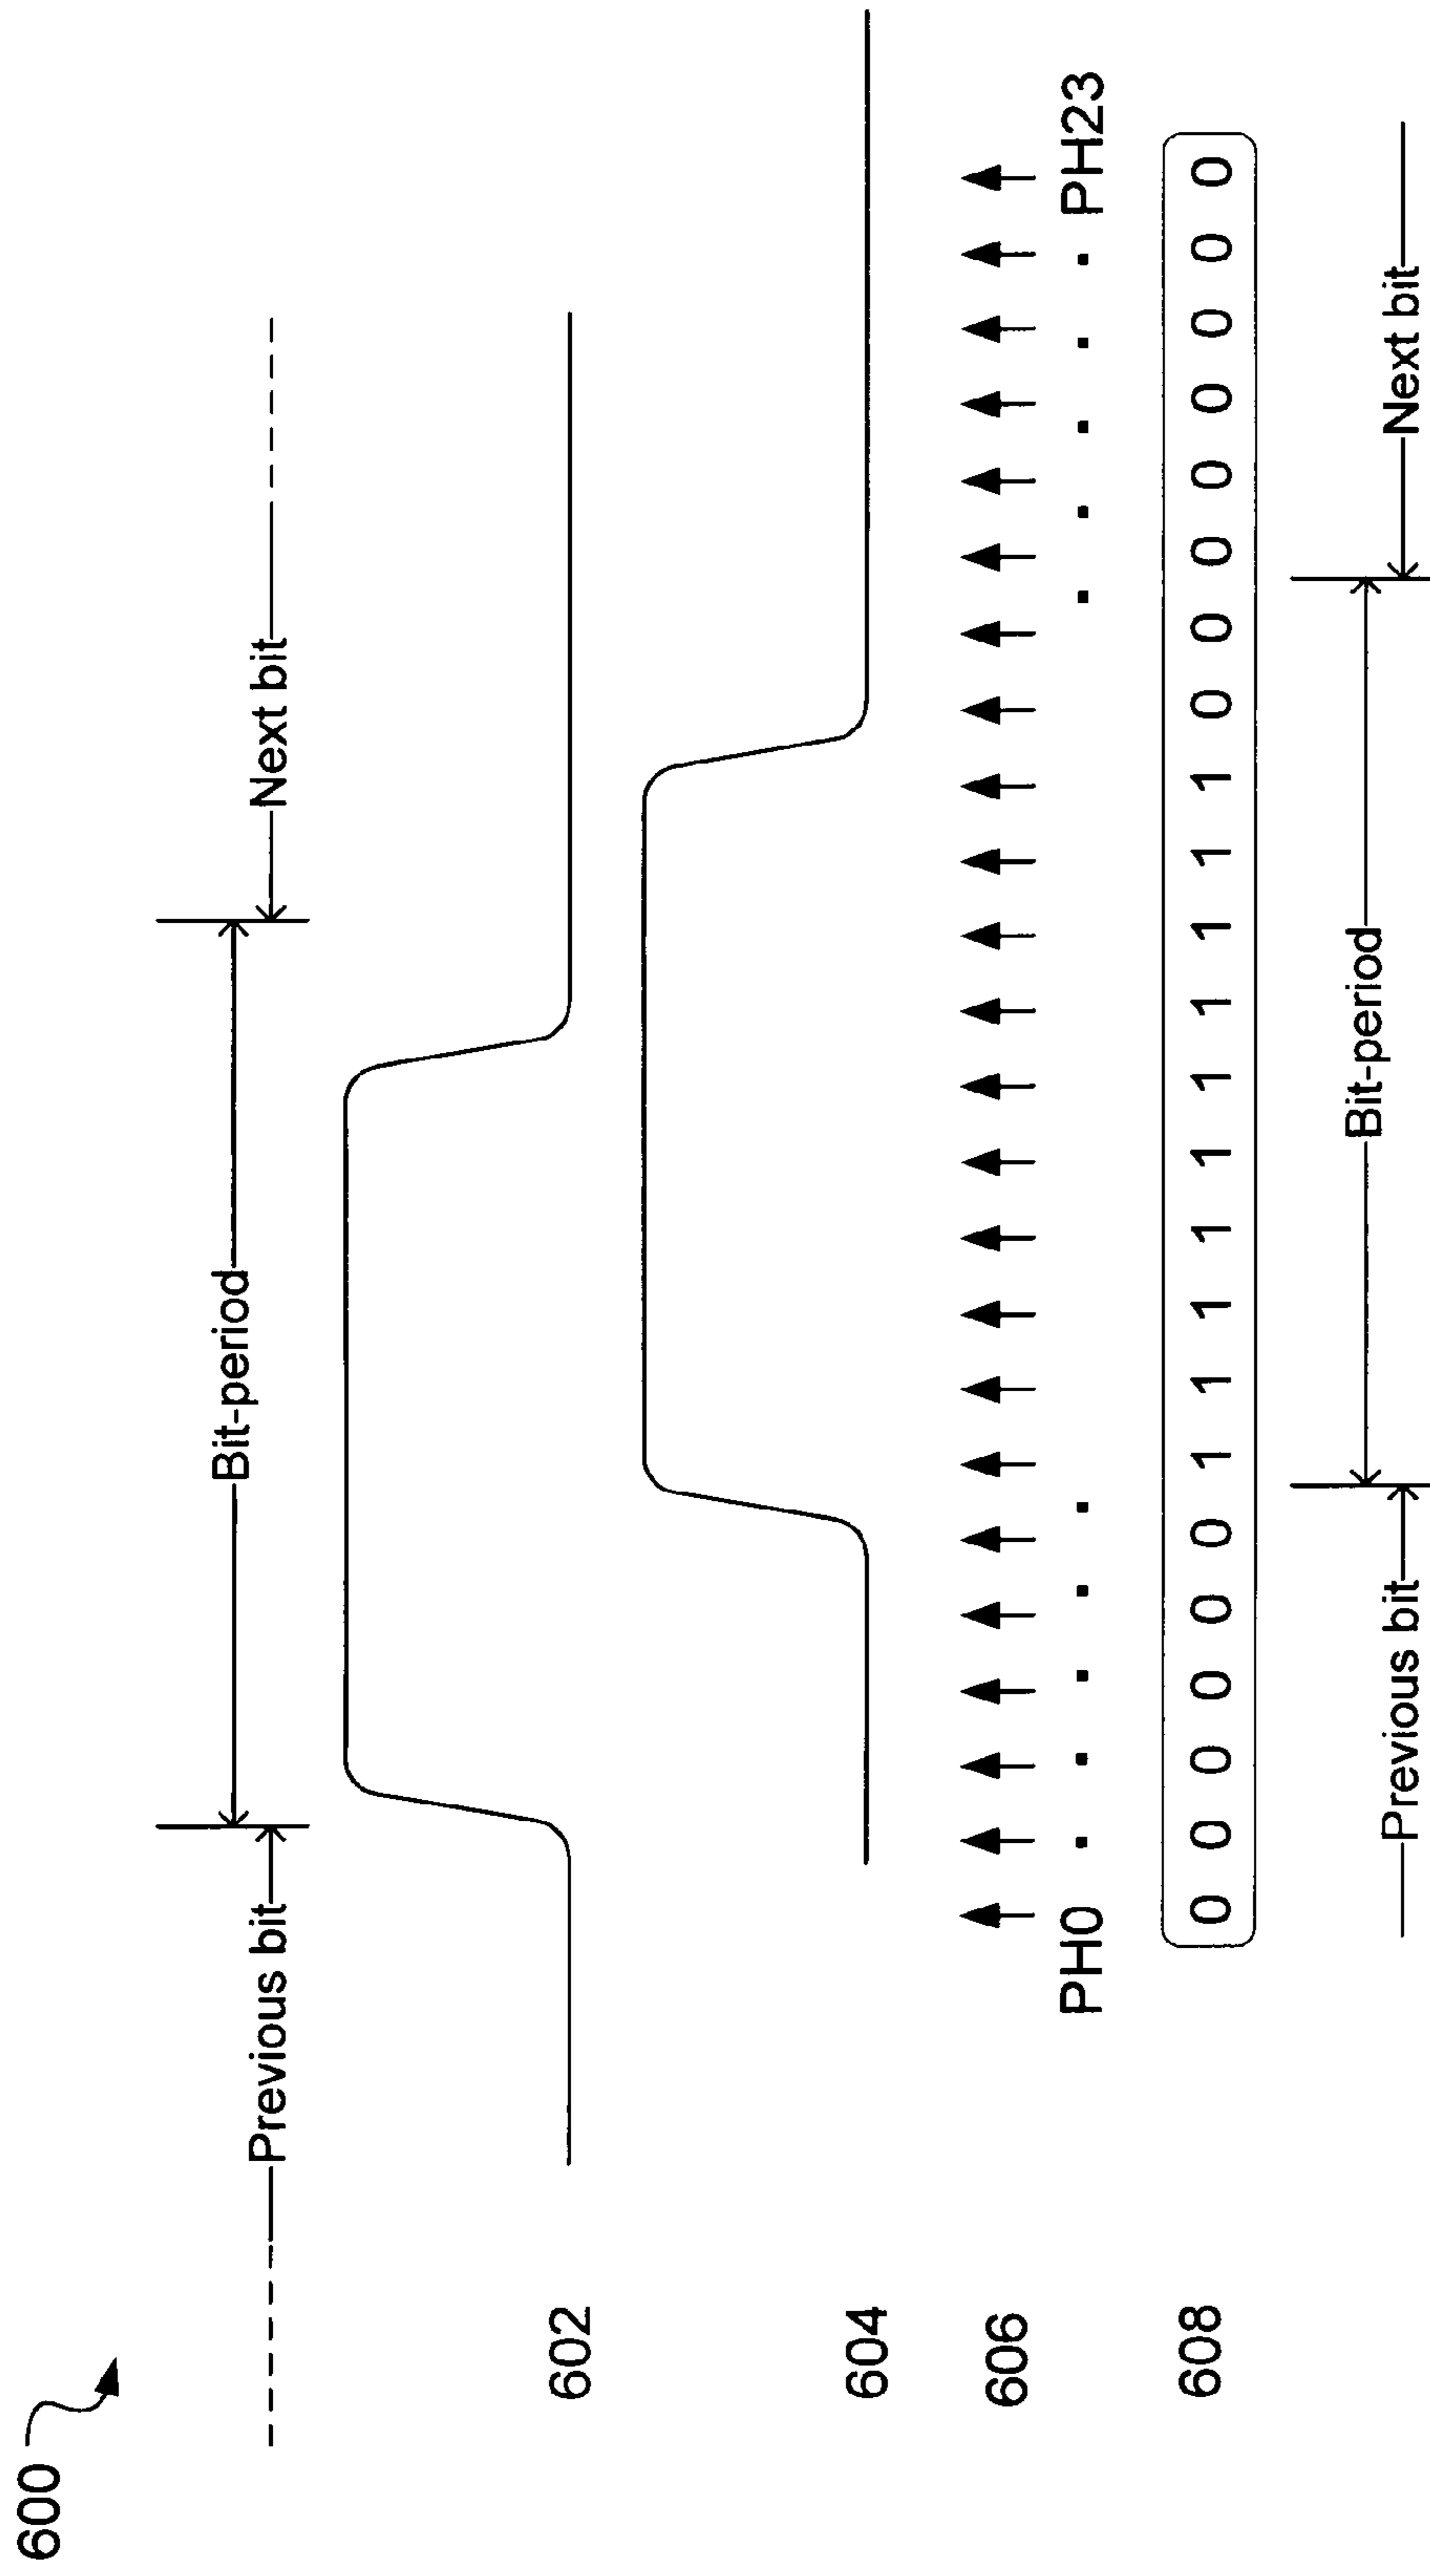 600
Bit-period
Previous bit Next bit
602
604
606
PH0 . . . . . . . . . . PH23
608 0 0 0 0 0 0 1 1 1 1 1 1 1 1 1 1 0 0 0 0 0 0 0 0
Bit-period
Previous bit Next bit